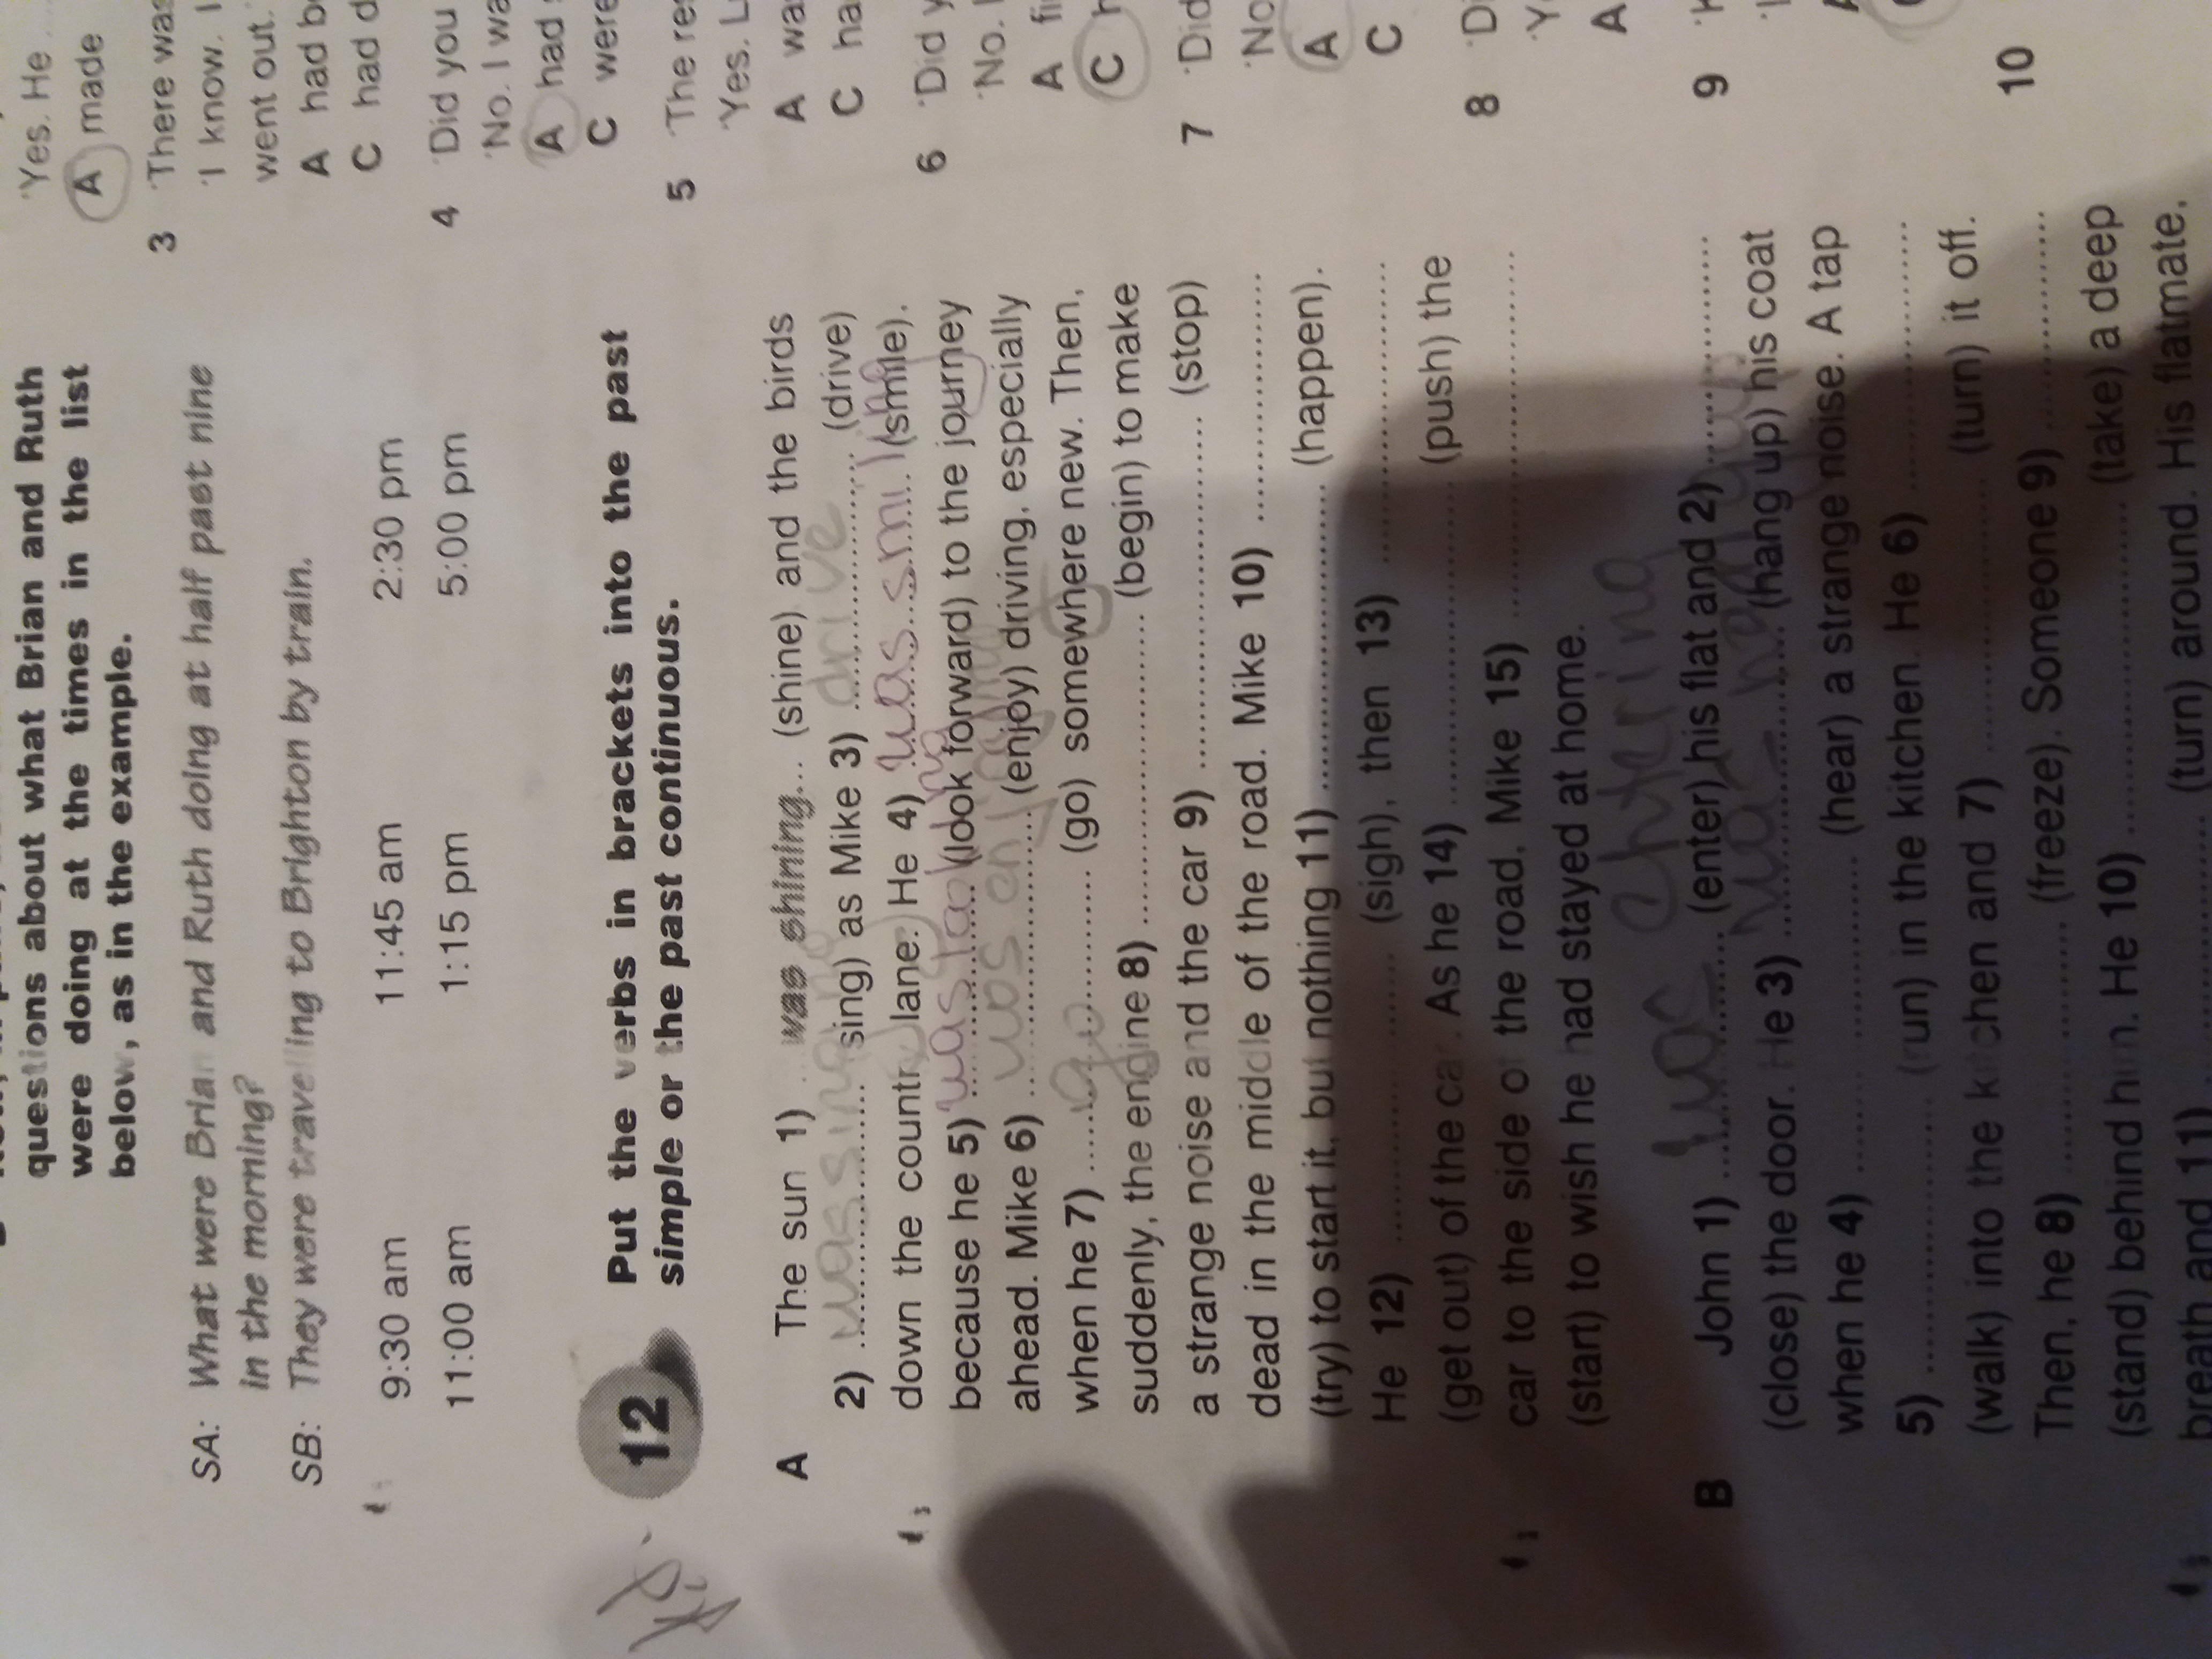 questions about what Brian and Ruth
were doing at the times in the list
below, as in the example.
SA: What were Brian and Ruth doing at half past nine
in the morning?
SB: They were travelling to Brighton by train.
9:30 am 11:45 am 2:30 pm
11:00 am 1:15 pm 5:00 pm
12 Put the verbs in brackets into the past
simple or the past continuous.
A The sun 1) ...was shining... (shine) and the birds
2) was singing (sing) as Mike 3) drive (drive)
down the country lane. He 4) was smiling (smile),
because he 5) was looking (look forward) to the journey
ahead. Mike 6) was enjoying (enjoy) driving, especially
when he 7) go (go) somewhere new. Then,
suddenly, the engine 8) ........ (begin) to make
a strange noise and the car 9) ........ (stop)
dead in the middle of the road. Mike 10) ........
(try) to start it, but nothing 11) ........ (happen).
He 12) ........ (sigh), then 13) ........
(get out) of the car. As he 14) ........ (push) the
car to the side of the road, Mike 15) ........
(start) to wish he had stayed at home.
B John 1) was entering (enter) his flat and 2) ........
(close) the door. He 3) ........ (hang up) his coat
when he 4) ........ (hear) a strange noise. A tap
5) ........ (run) in the kitchen. He 6) ........
(walk) into the kitchen and 7) ........ (turn) it off.
Then, he 8) ........ (freeze). Someone 9) ........
(stand) behind him. He 10) ........ (take) a deep
breath and 11) ........ (turn) around. His flatmate,
'Yes. He
A made
3 'There was
'I know. I
went out.
A had b
C had d
4 'Did you
'No. I wa
A had
C were
5 'The re
'Yes. L
A wa
C ha
6 'Did y
'No. I
A fi
C h
7 'Did
'No
A
C
8 'Di
'Y
A
9 'H
'I
10